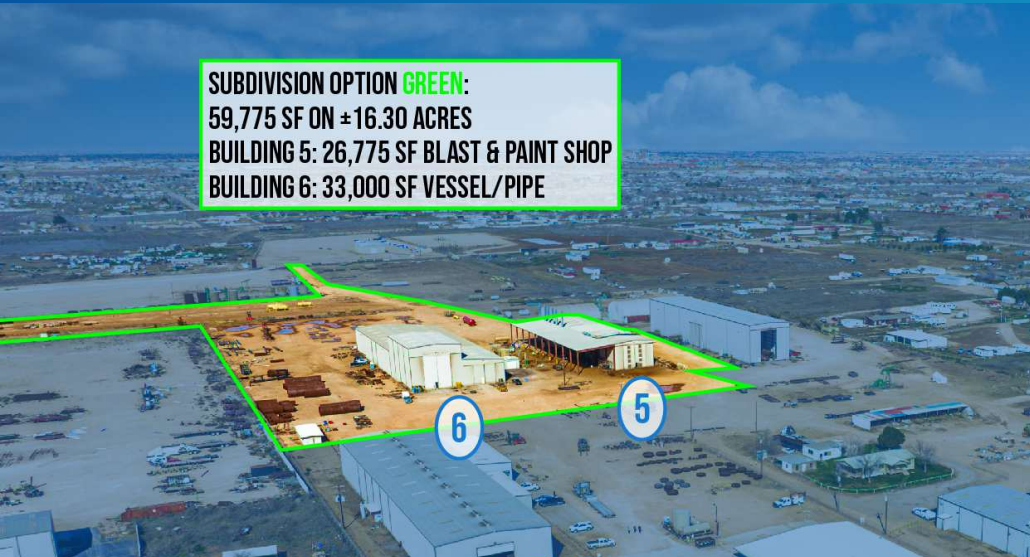 SUBDIVISION OPTION GREEN:
59,775 SF ON ±16.30 ACRES
BUILDING 5: 26,775 SF BLAST & PAINT SHOP
BUILDING 6: 33,000 SF VESSEL/PIPE
5
6